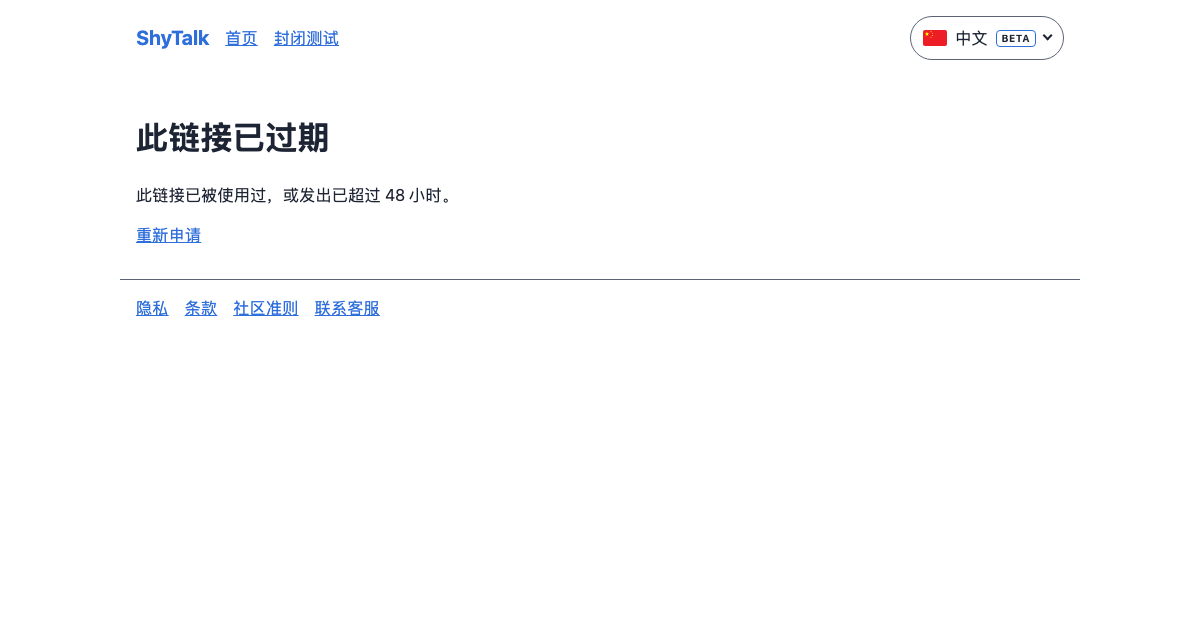 ShyTalk 首页 封闭测试 中文 BETA
此链接已过期
此链接已被使用过，或发出已超过 48 小时。
重新申请
隐私 条款 社区准则 联系客服